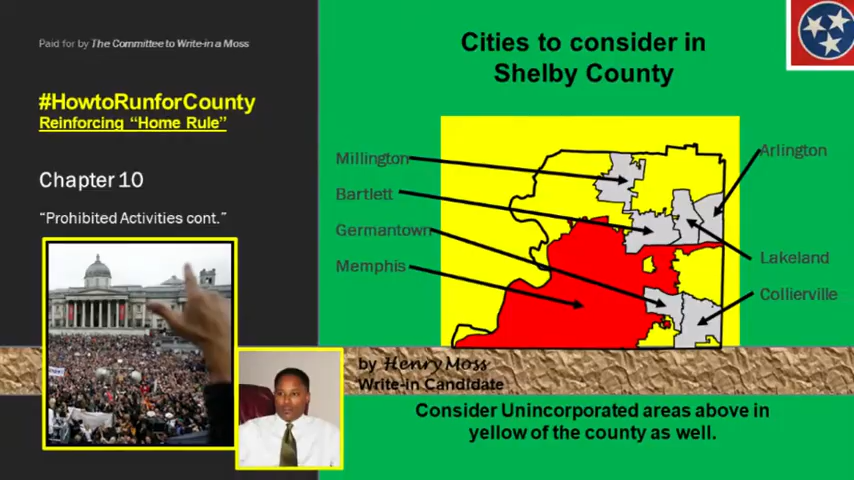 Paid for by The Committee to Write-in a Moss
#HowtoRunforCounty
Reinforcing “Home Rule”
Chapter 10
“Prohibited Activities cont.”
Cities to consider in
Shelby County
Millington
Bartlett
Germantown
Memphis
Arlington
Lakeland
Collierville
by Henry Moss
Write-in Candidate
Consider Unincorporated areas above in
yellow of the county as well.